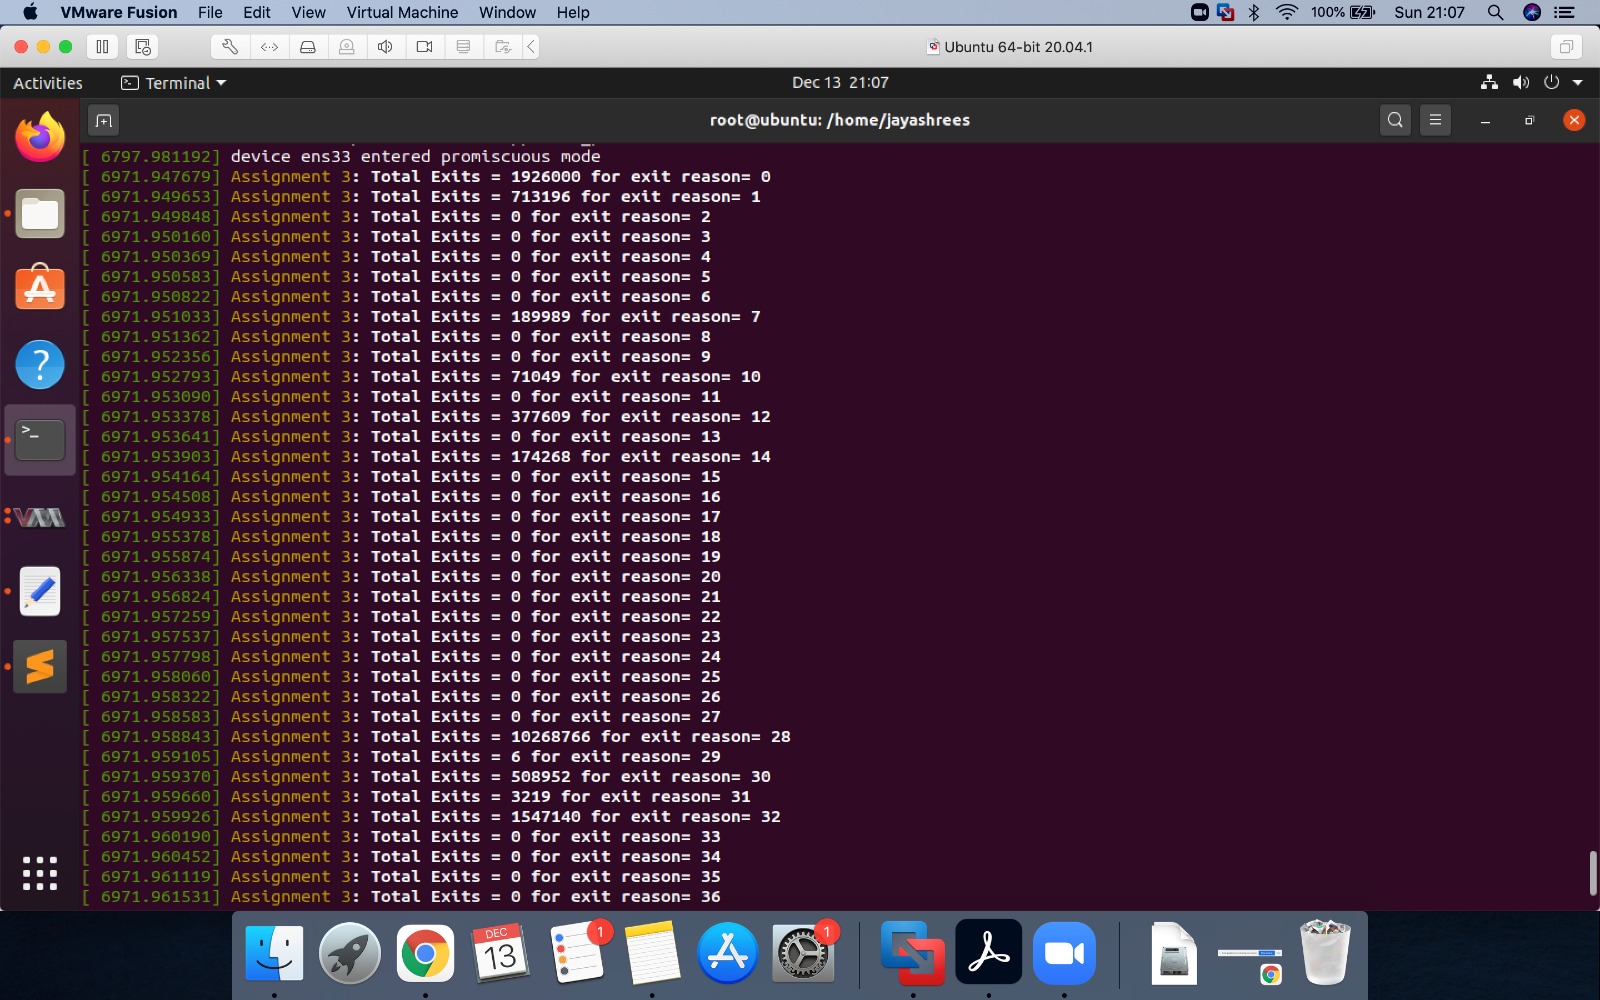 VMware Fusion File Edit View Virtual Machine Window Help 100% Sun 21:07
Ubuntu 64-bit 20.04.1
Activities Terminal Dec 13 21:07
root@ubuntu: /home/jayashrees
[ 6797.981192] device ens33 entered promiscuous mode
[ 6971.947679] Assignment 3: Total Exits = 1926000 for exit reason= 0
[ 6971.949653] Assignment 3: Total Exits = 713196 for exit reason= 1
[ 6971.949848] Assignment 3: Total Exits = 0 for exit reason= 2
[ 6971.950160] Assignment 3: Total Exits = 0 for exit reason= 3
[ 6971.950369] Assignment 3: Total Exits = 0 for exit reason= 4
[ 6971.950583] Assignment 3: Total Exits = 0 for exit reason= 5
[ 6971.950822] Assignment 3: Total Exits = 0 for exit reason= 6
[ 6971.951033] Assignment 3: Total Exits = 189989 for exit reason= 7
[ 6971.951362] Assignment 3: Total Exits = 0 for exit reason= 8
[ 6971.952356] Assignment 3: Total Exits = 0 for exit reason= 9
[ 6971.952793] Assignment 3: Total Exits = 71049 for exit reason= 10
[ 6971.953090] Assignment 3: Total Exits = 0 for exit reason= 11
[ 6971.953378] Assignment 3: Total Exits = 377609 for exit reason= 12
[ 6971.953641] Assignment 3: Total Exits = 0 for exit reason= 13
[ 6971.953903] Assignment 3: Total Exits = 174268 for exit reason= 14
[ 6971.954164] Assignment 3: Total Exits = 0 for exit reason= 15
[ 6971.954508] Assignment 3: Total Exits = 0 for exit reason= 16
[ 6971.954933] Assignment 3: Total Exits = 0 for exit reason= 17
[ 6971.955378] Assignment 3: Total Exits = 0 for exit reason= 18
[ 6971.955874] Assignment 3: Total Exits = 0 for exit reason= 19
[ 6971.956338] Assignment 3: Total Exits = 0 for exit reason= 20
[ 6971.956824] Assignment 3: Total Exits = 0 for exit reason= 21
[ 6971.957259] Assignment 3: Total Exits = 0 for exit reason= 22
[ 6971.957537] Assignment 3: Total Exits = 0 for exit reason= 23
[ 6971.957798] Assignment 3: Total Exits = 0 for exit reason= 24
[ 6971.958060] Assignment 3: Total Exits = 0 for exit reason= 25
[ 6971.958322] Assignment 3: Total Exits = 0 for exit reason= 26
[ 6971.958583] Assignment 3: Total Exits = 0 for exit reason= 27
[ 6971.958843] Assignment 3: Total Exits = 10268766 for exit reason= 28
[ 6971.959105] Assignment 3: Total Exits = 6 for exit reason= 29
[ 6971.959370] Assignment 3: Total Exits = 508952 for exit reason= 30
[ 6971.959660] Assignment 3: Total Exits = 3219 for exit reason= 31
[ 6971.959926] Assignment 3: Total Exits = 1547140 for exit reason= 32
[ 6971.960190] Assignment 3: Total Exits = 0 for exit reason= 33
[ 6971.960452] Assignment 3: Total Exits = 0 for exit reason= 34
[ 6971.961119] Assignment 3: Total Exits = 0 for exit reason= 35
[ 6971.961531] Assignment 3: Total Exits = 0 for exit reason= 36
DEC 1 1
13